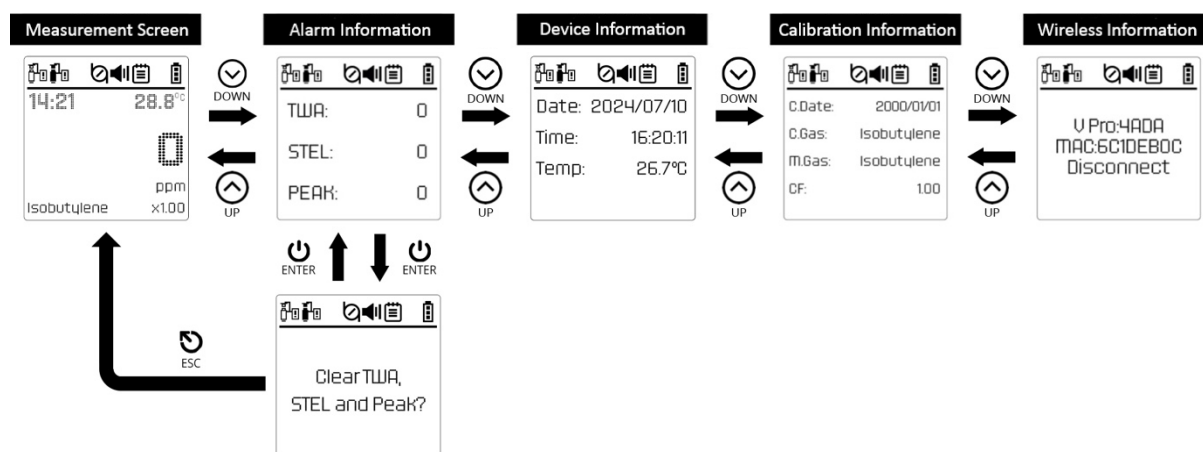 Measurement Screen
Alarm Information
Device Information
Calibration Information
Wireless Information
14:21 28.8°C
0
ppm
Isobutylene x1.00
DOWN
UP
TWA: 0
STEL: 0
PEAK: 0
DOWN
UP
Date: 2024/07/10
Time: 16:20:11
Temp: 26.7℃
DOWN
UP
C.Date: 2000/01/01
C.Gas: Isobutylene
M.Gas: Isobutylene
CF: 1.00
DOWN
UP
V Pro:4ADA
MAC:6C1DEB0C
Disconnect
ENTER
ENTER
ESC
Clear TWA,
STEL and Peak?